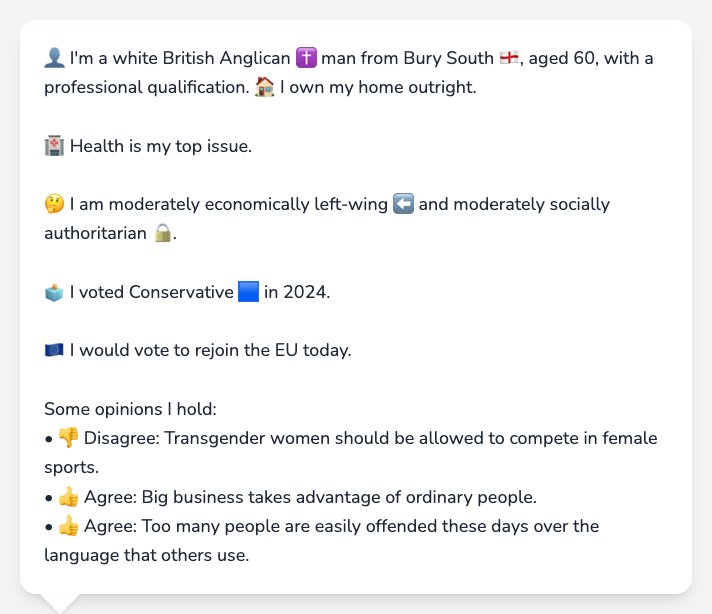 👤 I'm a white British Anglican ✝️ man from Bury South 🏴󠁧󠁢󠁥󠁮󠁧󠁿, aged 60, with a
professional qualification. 🏠 I own my home outright.
🏥 Health is my top issue.
🤔 I am moderately economically left-wing ⬅️ and moderately socially
authoritarian 🔒.
🗳️ I voted Conservative 🟦 in 2024.
🇪🇺 I would vote to rejoin the EU today.
Some opinions I hold:
• 👎 Disagree: Transgender women should be allowed to compete in female
sports.
• 👍 Agree: Big business takes advantage of ordinary people.
• 👍 Agree: Too many people are easily offended these days over the
language that others use.